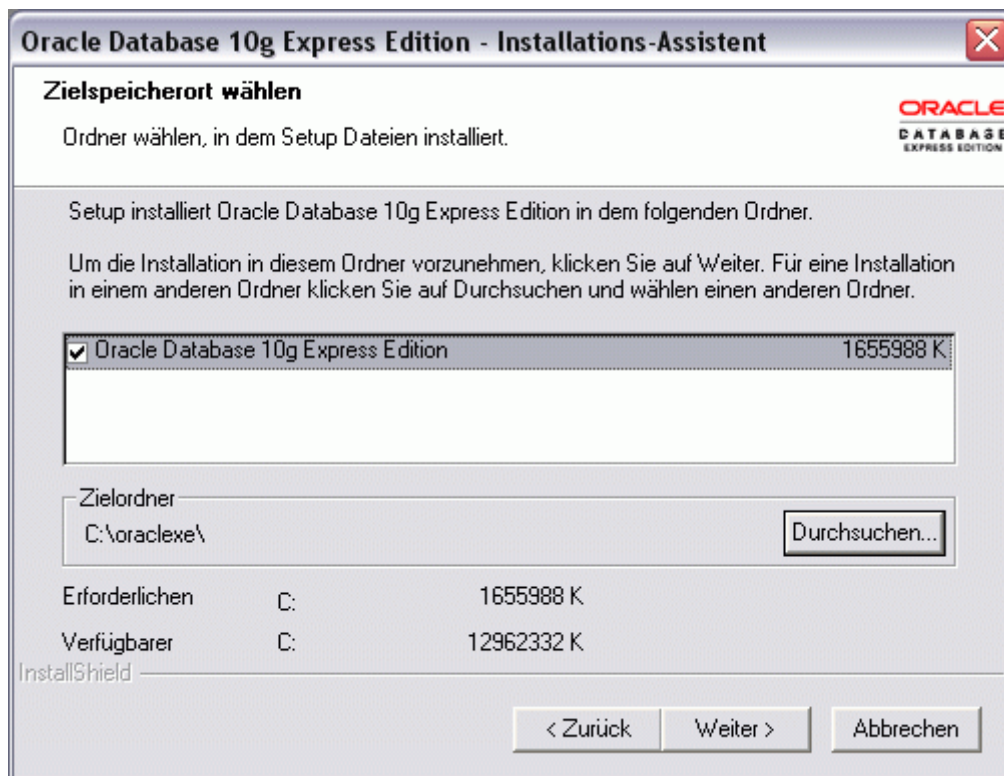 Oracle Database 10g Express Edition - Installations-Assistent
Zielspeicherort wählen
Ordner wählen, in dem Setup Dateien installiert.
ORACLE
DATABASE
EXPRESS EDITION
Setup installiert Oracle Database 10g Express Edition in dem folgenden Ordner.
Um die Installation in diesem Ordner vorzunehmen, klicken Sie auf Weiter. Für eine Installation
in einem anderen Ordner klicken Sie auf Durchsuchen und wählen einen anderen Ordner.
Oracle Database 10g Express Edition 1655988 K
Zielordner
C:\oraclexe\ Durchsuchen...
Erforderlichen C: 1655988 K
Verfügbarer C: 12962332 K
InstallShield
< Zurück Weiter > Abbrechen